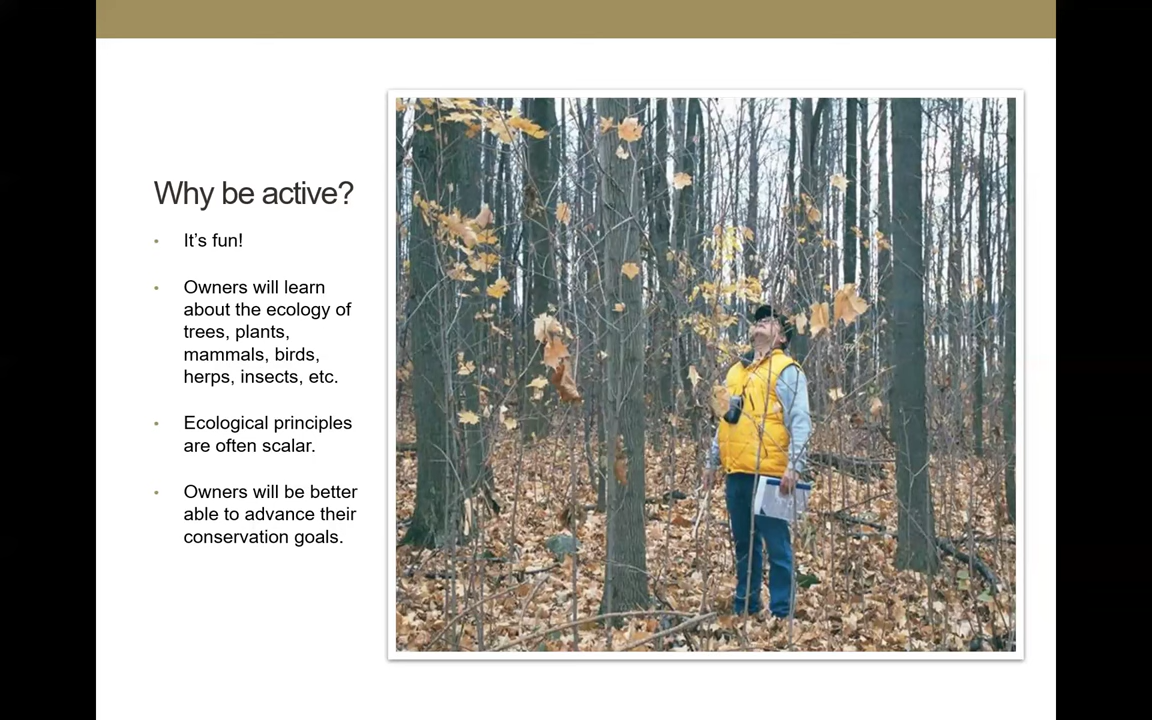 Why be active?
• It's fun!
• Owners will learn
about the ecology of
trees, plants,
mammals, birds,
herps, insects, etc.
• Ecological principles
are often scalar.
• Owners will be better
able to advance their
conservation goals.